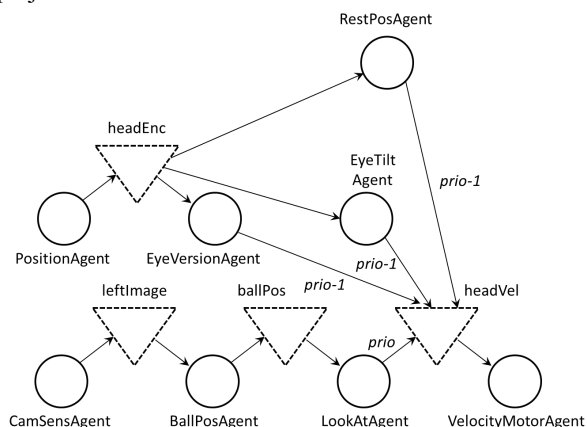 RestPosAgent
headEnc
EyeTilt
Agent
prio-1
PositionAgent
EyeVersionAgent
prio-1
prio-1
leftImage
ballPos
headVel
prio
CamSensAgent
BallPosAgent
LookAtAgent
VelocityMotorAgent